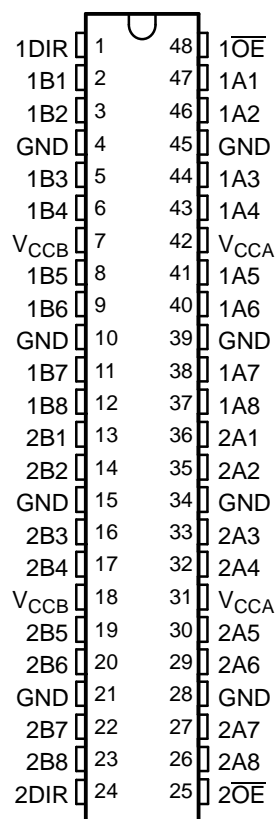 1DIR 1 48 1O̅E̅
1B1 2 47 1A1
1B2 3 46 1A2
GND 4 45 GND
1B3 5 44 1A3
1B4 6 43 1A4
VCCB 7 42 VCCA
1B5 8 41 1A5
1B6 9 40 1A6
GND 10 39 GND
1B7 11 38 1A7
1B8 12 37 1A8
2B1 13 36 2A1
2B2 14 35 2A2
GND 15 34 GND
2B3 16 33 2A3
2B4 17 32 2A4
VCCB 18 31 VCCA
2B5 19 30 2A5
2B6 20 29 2A6
GND 21 28 GND
2B7 22 27 2A7
2B8 23 26 2A8
2DIR 24 25 2O̅E̅